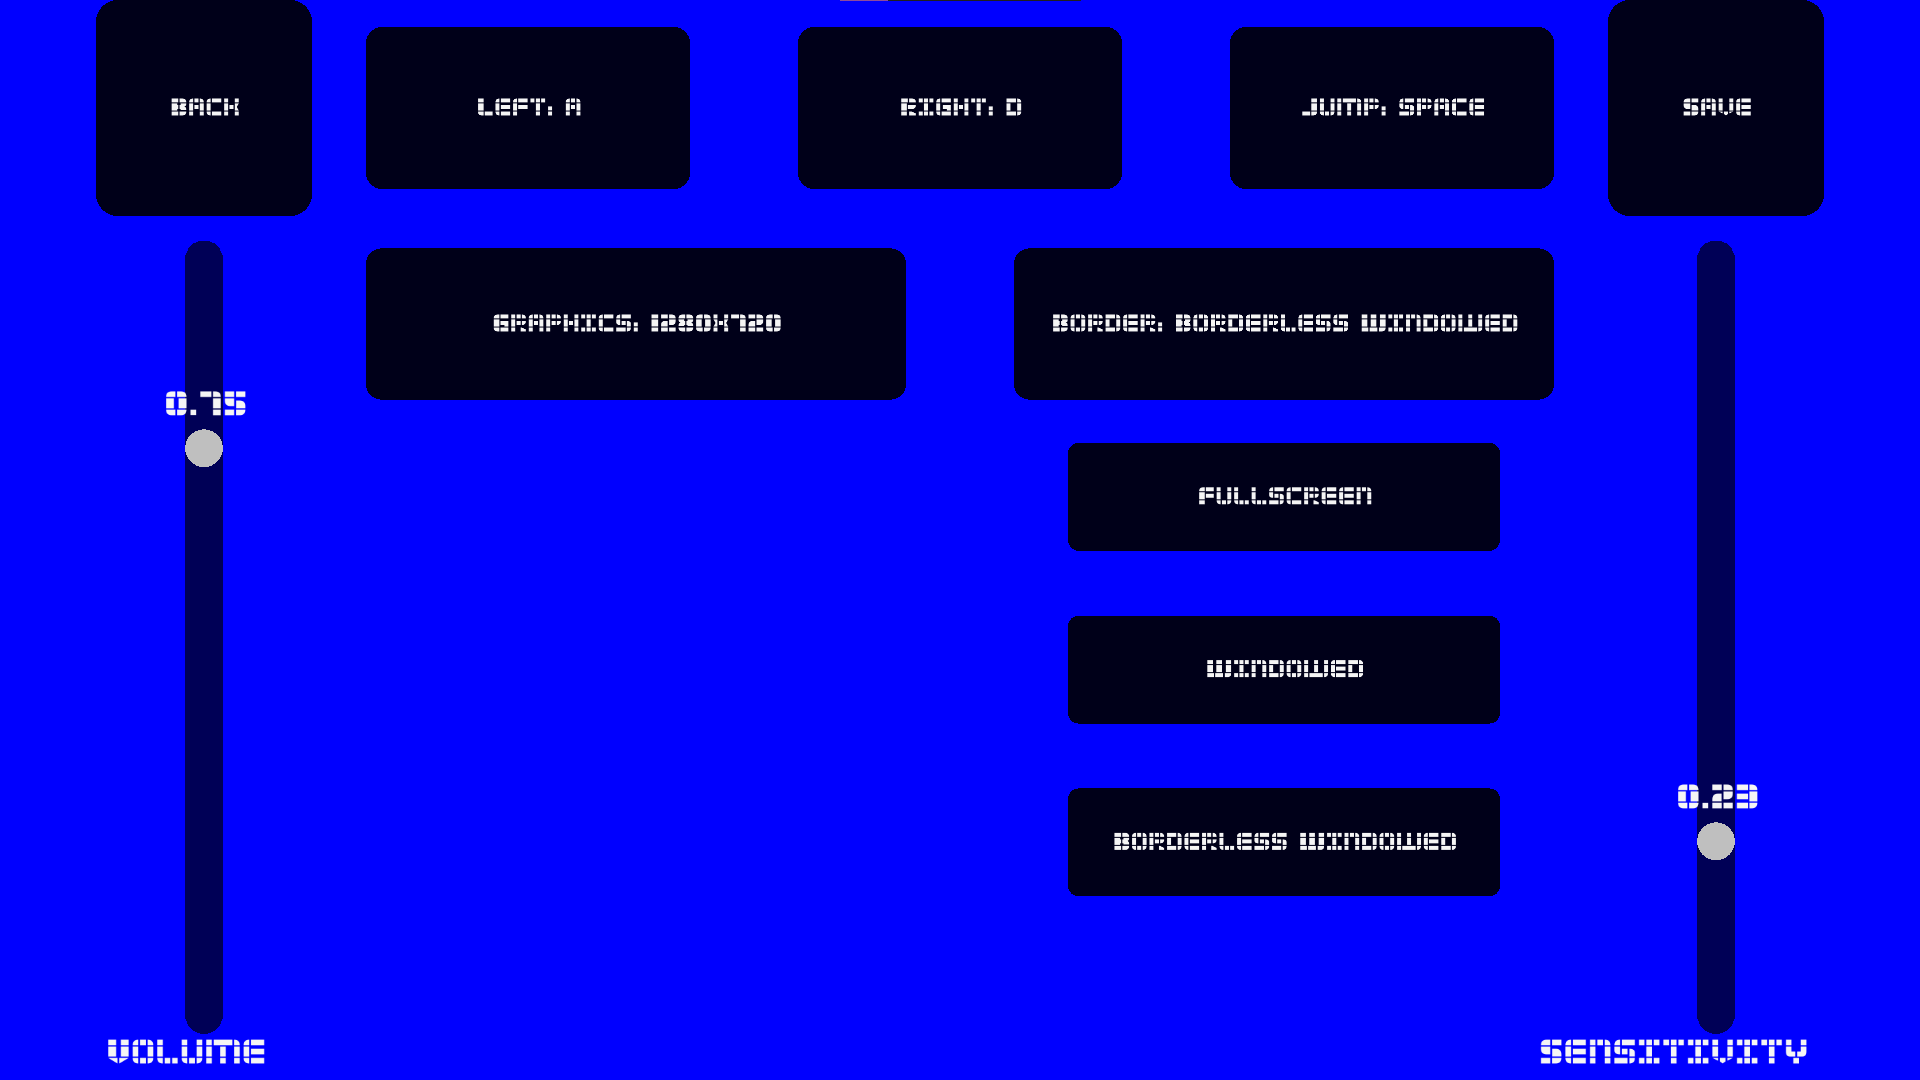 BACK
LEFT: A
RIGHT: D
JUMP: SPACE
SAVE
GRAPHICS: 1280X720
BORDER: BORDERLESS WINDOWED
0.75
FULLSCREEN
WINDOWED
0.23
BORDERLESS WINDOWED
VOLUME
SENSITIVITY